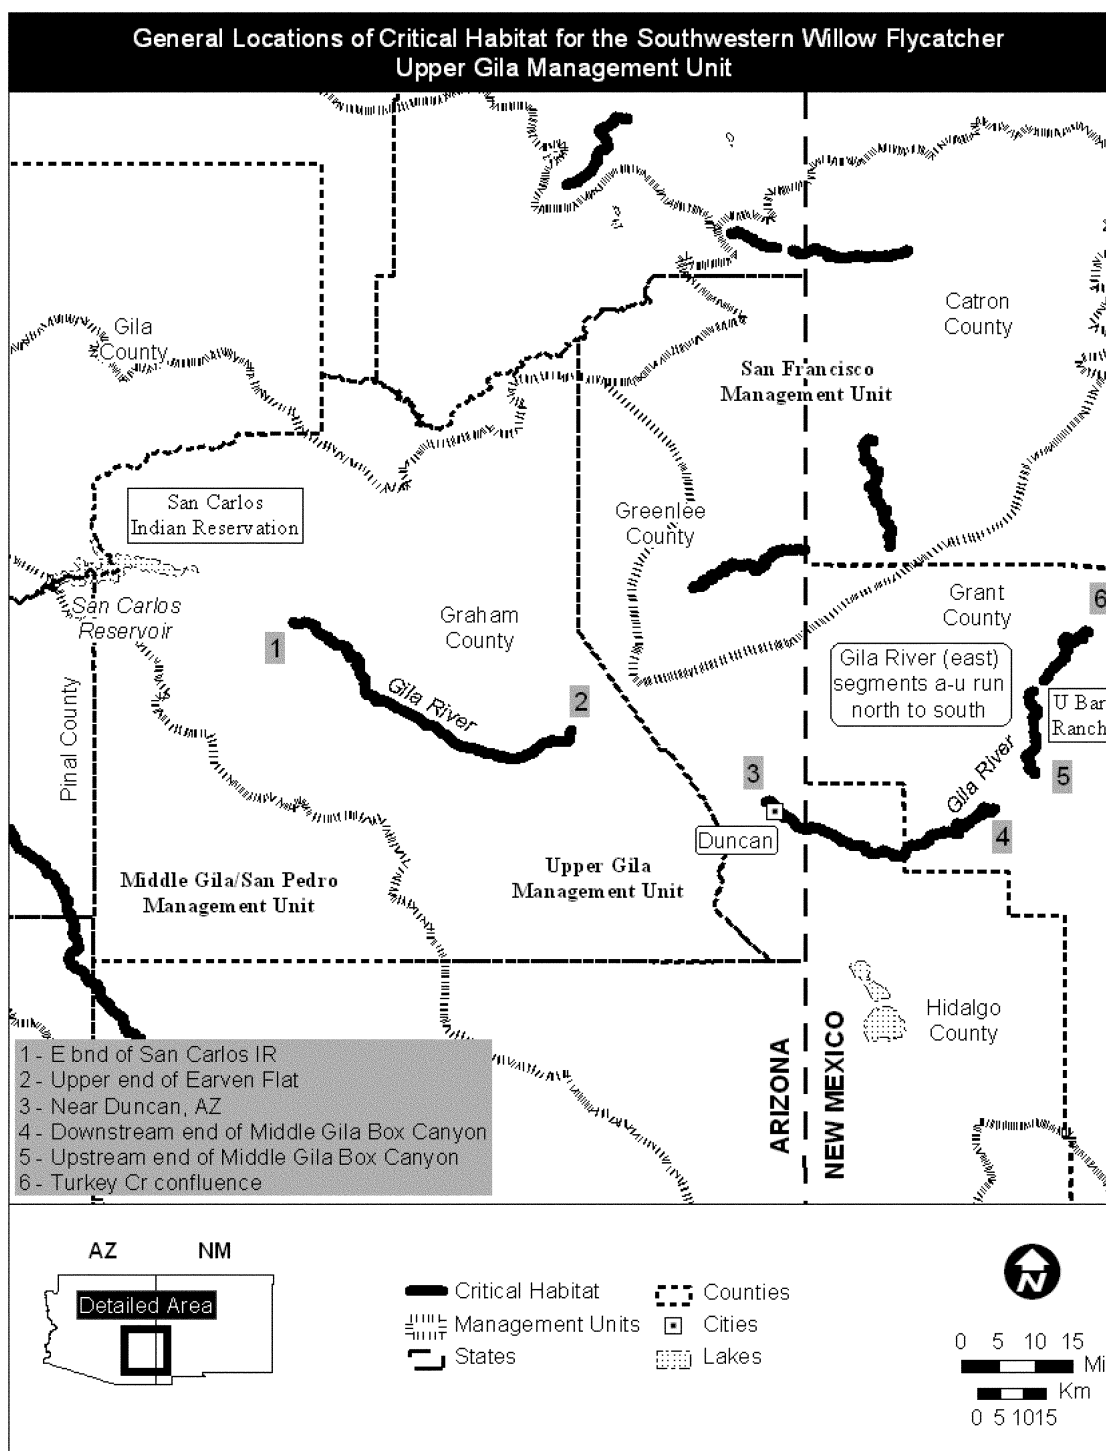 General Locations of Critical Habitat for the Southwestern Willow Flycatcher
Upper Gila Management Unit
Gila
County
Catron
County
San Francisco
Management Unit
San Carlos
Indian Reservation
Greenlee
County
San Carlos
Reservoir
Graham
County
Grant
County
6
1
Gila River
2
Gila River (east)
segments a-u run
north to south
U Bar
Ranch
Pinal County
3
Gila River
5
Duncan
4
Middle Gila/San Pedro
Management Unit
Upper Gila
Management Unit
Hidalgo
County
ARIZONA
NEW MEXICO
1 - E bnd of San Carlos IR
2 - Upper end of Earven Flat
3 - Near Duncan, AZ
4 - Downstream end of Middle Gila Box Canyon
5 - Upstream end of Middle Gila Box Canyon
6 - Turkey Cr confluence
AZ NM
Detailed Area
Critical Habitat
Management Units
States
Counties
Cities
Lakes
N
0 5 10 15
Mi
Km
0 5 10 15